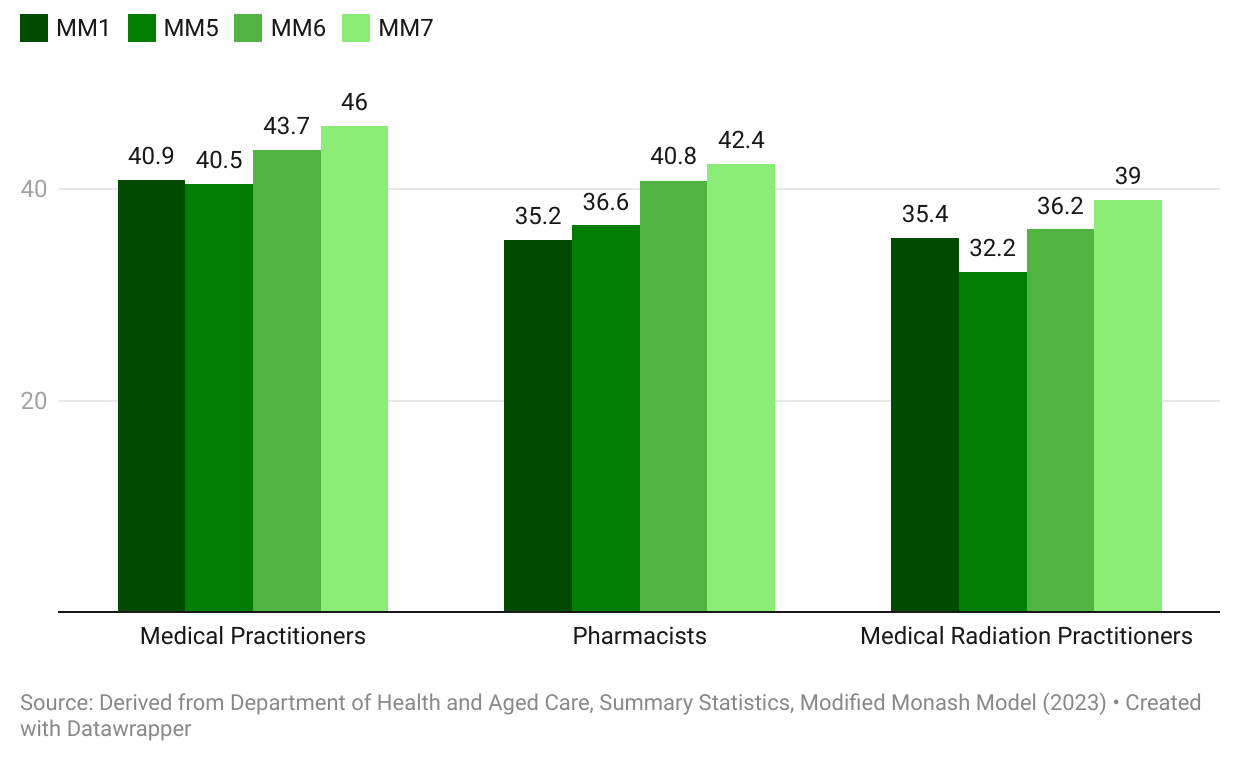 MM1 MM5 MM6 MM7
46
43.7
42.4
40.9 40.5 40.8
39
35.2 36.6 35.4 36.2
32.2
40
20
Medical Practitioners Pharmacists Medical Radiation Practitioners
Source: Derived from Department of Health and Aged Care, Summary Statistics, Modified Monash Model (2023) • Created
with Datawrapper